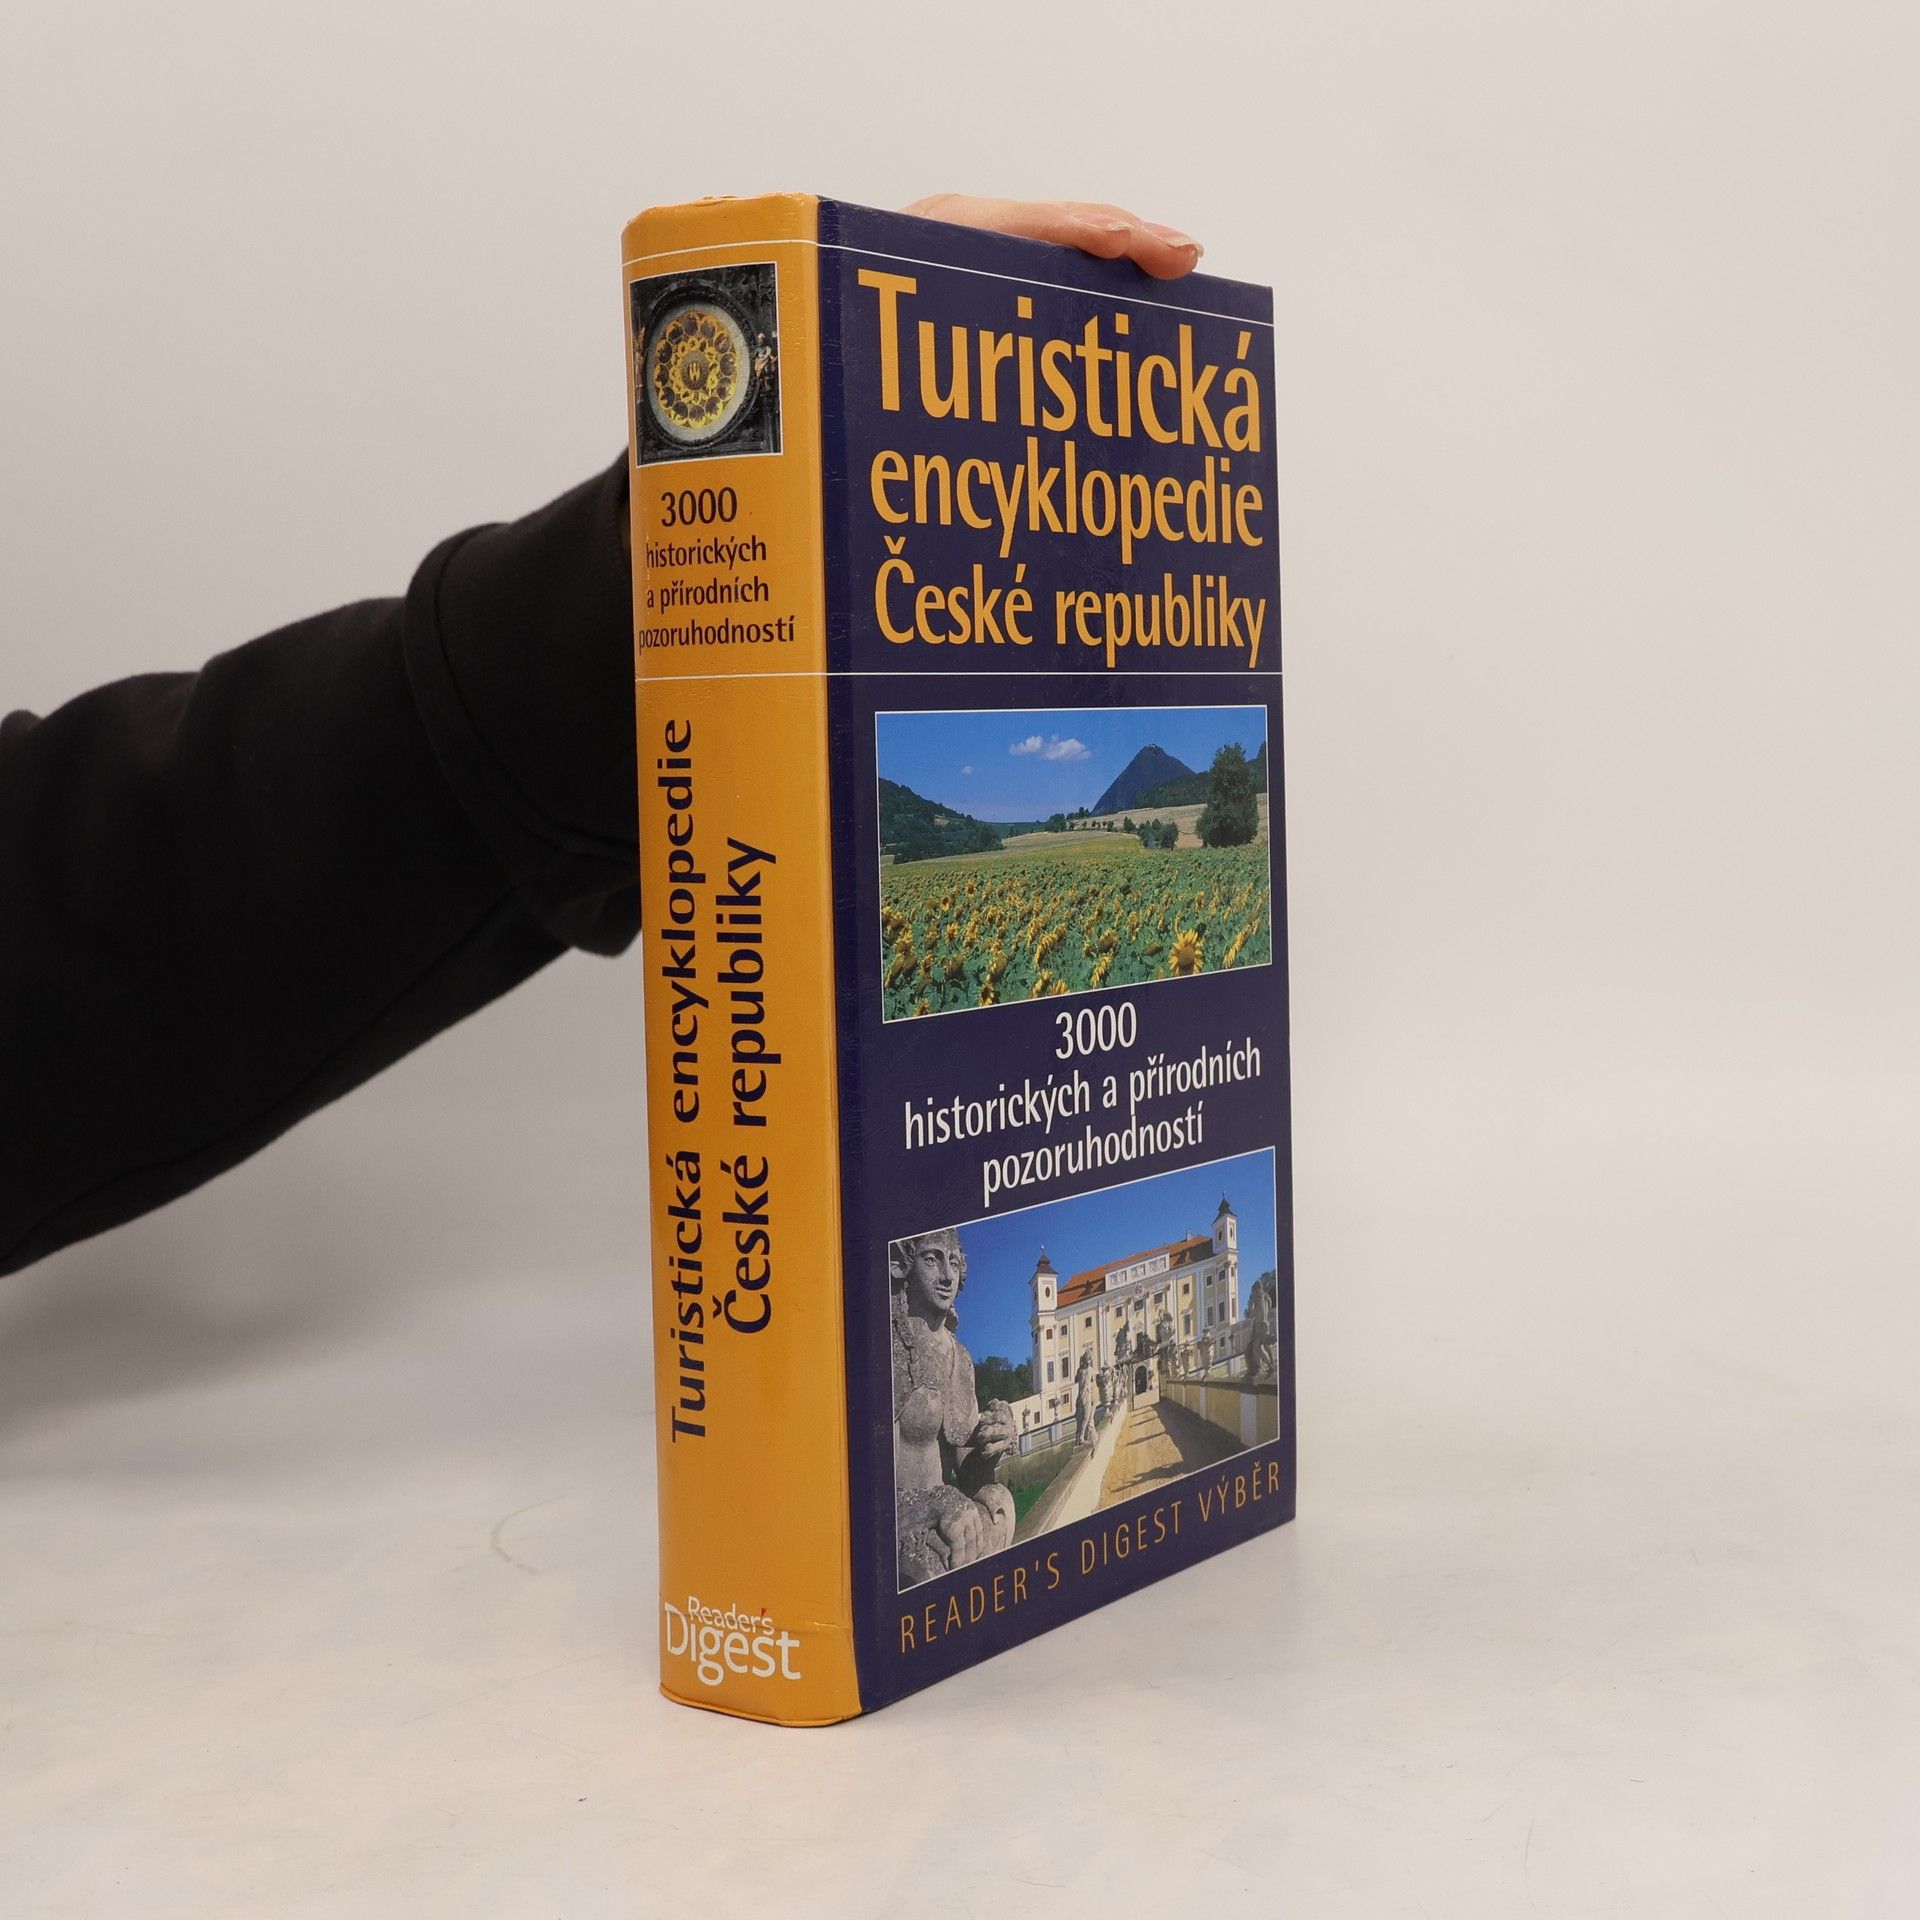 3000
historických
a přírodních
pozoruhodností
Turistická encyklopedie
České republiky
Reader's
Digest
Turistická
encyklopedie
České republiky
3000
historických a přírodních
pozoruhodností
READER'S DIGEST VÝBĚR